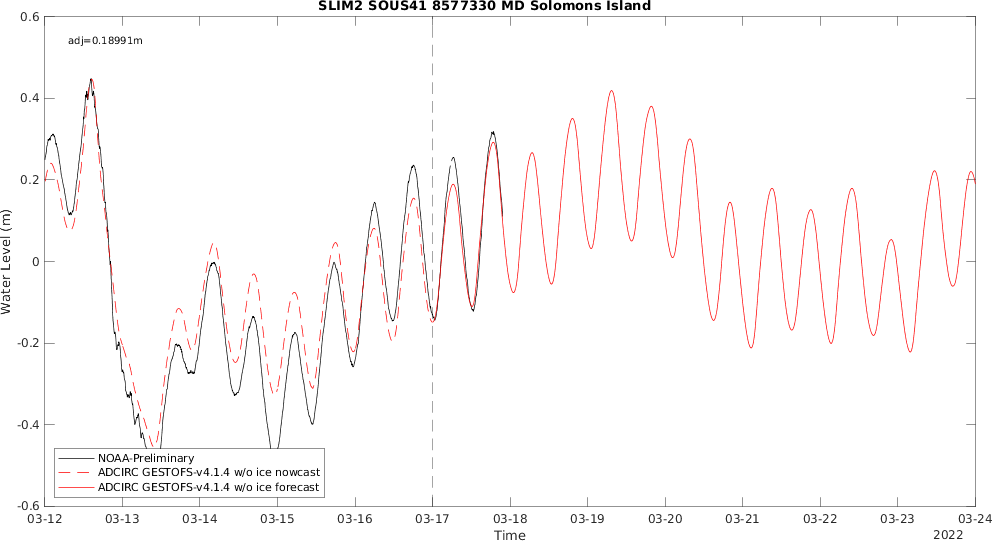 SLIM2 SOUS41 8577330 MD Solomons Island
adj=0.18991m
0.6
0.4
0.2
0
-0.2
-0.4
-0.6
Water Level (m)
NOAA-Preliminary
ADCIRC GESTOFS-v4.1.4 w/o ice nowcast
ADCIRC GESTOFS-v4.1.4 w/o ice forecast
03-12 03-13 03-14 03-15 03-16 03-17 03-18 03-19 03-20 03-21 03-22 03-23 03-24
Time
2022